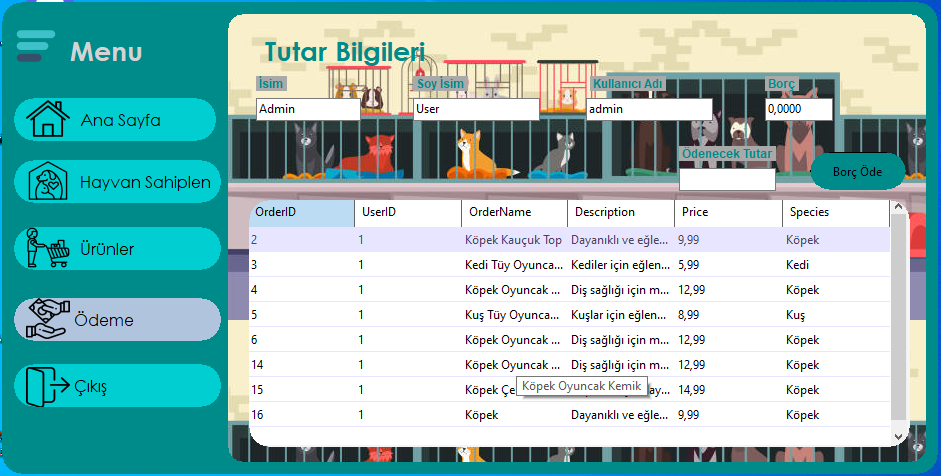 Menu
Ana Sayfa
Hayvan Sahiplen
Ürünler
Ödeme
Çıkış
Tutar Bilgileri
İsim Soy İsim Kullanıcı Adı Borç
Admin User admin 0,0000
Ödenecek Tutar
Borç Öde
OrderID UserID OrderName Description Price Species
2 1 Köpek Kauçuk Top Dayanıklı ve eğle... 9,99 Köpek
3 1 Kedi Tüy Oyunca... Kediler için eğlen... 5,99 Kedi
4 1 Köpek Oyuncak ... Diş sağlığı için m... 12,99 Köpek
5 1 Kuş Tüy Oyunca... Kuşlar için eğlen... 8,99 Kuş
6 1 Köpek Oyuncak ... Diş sağlığı için m... 12,99 Köpek
14 1 Köpek Oyuncak ... Diş sağlığı için m... 12,99 Köpek
Köpek Oyuncak Kemik
15 1 Köpek 14,99 Köpek
16 1 Köpek Dayanıklı ve eğle... 9,99 Köpek